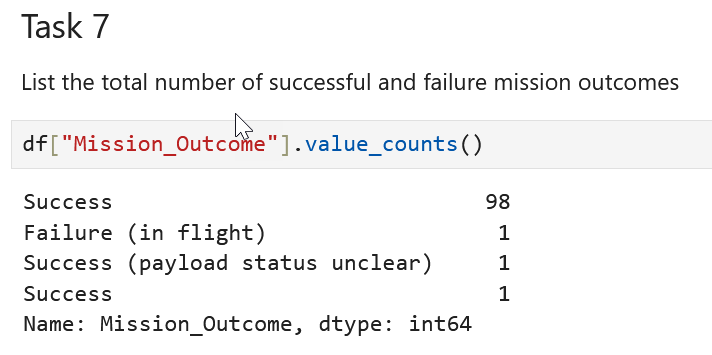 Task 7
List the total number of successful and failure mission outcomes
df["Mission_Outcome"].value_counts()
Success 98
Failure (in flight) 1
Success (payload status unclear) 1
Success 1
Name: Mission_Outcome, dtype: int64